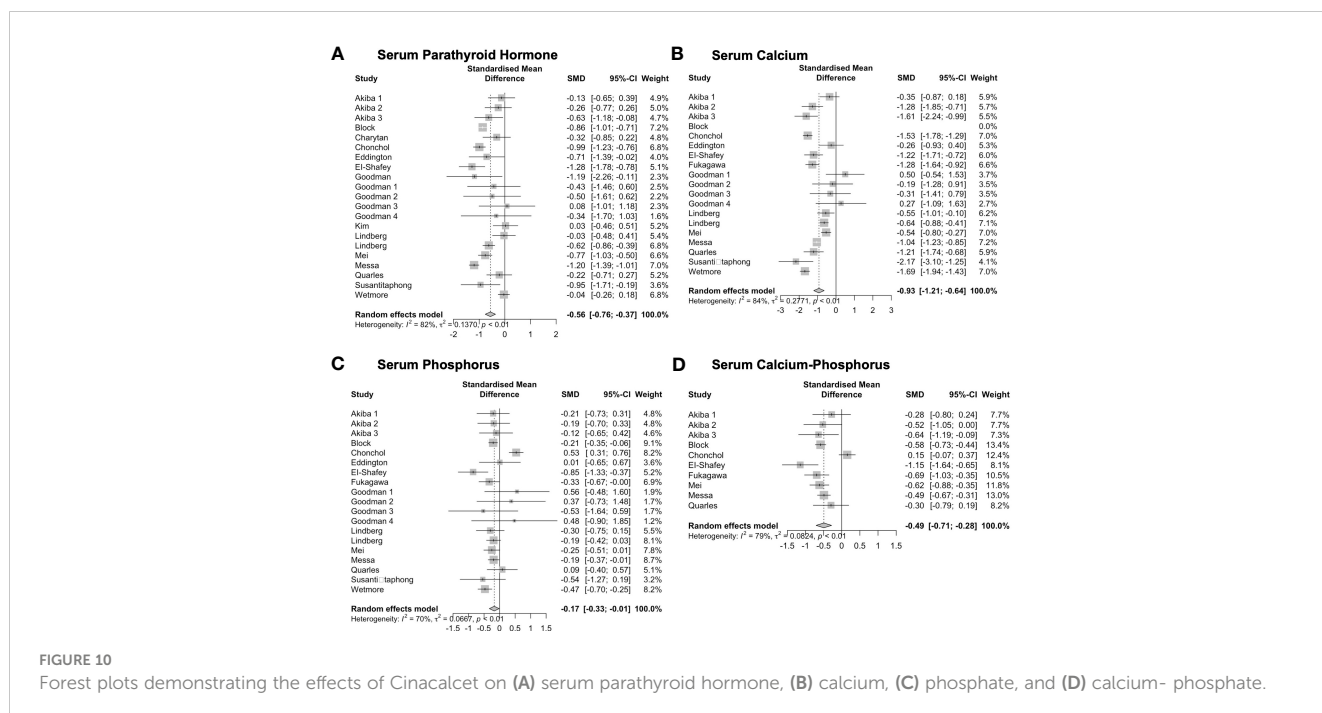 A Serum Parathyroid Hormone
Standardised Mean
Study Difference SMD 95%-CI Weight
Akiba 1 -0.13 [-0.65; 0.39] 4.9%
Akiba 2 -0.26 [-0.77; 0.26] 5.0%
Akiba 3 -0.63 [-1.18; -0.08] 4.7%
Block -0.86 [-1.01; -0.71] 7.2%
Charytan -0.32 [-0.85; 0.22] 4.8%
Chonchol -0.99 [-1.23; -0.76] 6.8%
Eddington -0.71 [-1.39; -0.02] 4.0%
El-Shafey -1.28 [-1.78; -0.78] 5.1%
Goodman -1.19 [-2.26; -0.11] 2.3%
Goodman 1 -0.43 [-1.46; 0.60] 2.4%
Goodman 2 -0.50 [-1.61; 0.62] 2.2%
Goodman 3 0.08 [-1.01; 1.18] 2.2%
Goodman 4 -0.34 [-1.70; 1.03] 1.6%
Kim 0.03 [-0.46; 0.51] 5.2%
Lindberg -0.03 [-0.48; 0.41] 5.4%
Lindberg -0.62 [-0.86; -0.39] 6.8%
Mei -0.77 [-1.03; -0.50] 6.6%
Messa -1.20 [-1.39; -1.01] 7.0%
Quarles -0.22 [-0.71; 0.27] 5.2%
Susantitaphong -0.95 [-1.71; -0.19] 3.6%
Wetmore -0.04 [-0.26; 0.18] 6.8%
Random effects model -0.56 [-0.76; -0.37] 100.0%
Heterogeneity: I² = 82%, τ² = 0.1370, p < 0.01
-2 -1 0 1 2
B Serum Calcium
Standardised Mean
Study Difference SMD 95%-CI Weight
Akiba 1 -0.35 [-0.87; 0.18] 5.9%
Akiba 2 -1.28 [-1.85; -0.71] 5.7%
Akiba 3 -1.61 [-2.24; -0.99] 5.5%
Block 0.0%
Chonchol -1.53 [-1.78; -1.29] 7.0%
Eddington -0.26 [-0.93; 0.40] 5.3%
El-Shafey -1.22 [-1.71; -0.72] 6.0%
Fukagawa -1.28 [-1.64; -0.92] 6.6%
Goodman 1 0.50 [-0.54; 1.53] 3.7%
Goodman 2 -0.19 [-1.28; 0.91] 3.5%
Goodman 3 -0.31 [-1.41; 0.79] 3.5%
Goodman 4 0.27 [-1.09; 1.63] 2.7%
Lindberg -0.55 [-1.01; -0.10] 6.2%
Lindberg -0.64 [-0.88; -0.41] 7.1%
Mei -0.54 [-0.80; -0.27] 7.0%
Messa -1.04 [-1.23; -0.85] 7.2%
Quarles -1.21 [-1.74; -0.68] 5.9%
Susanti□taphong -2.17 [-3.10; -1.25] 4.1%
Wetmore -1.69 [-1.94; -1.43] 7.0%
Random effects model -0.93 [-1.21; -0.64] 100.0%
Heterogeneity: I² = 84%, τ² = 0.2771, p < 0.01
-3 -2 -1 0 1 2 3
C Serum Phosphorus
Standardised Mean
Study Difference SMD 95%-CI Weight
Akiba 1 -0.21 [-0.73; 0.31] 4.8%
Akiba 2 -0.19 [-0.70; 0.33] 4.8%
Akiba 3 -0.12 [-0.65; 0.42] 4.6%
Block -0.21 [-0.35; -0.06] 9.1%
Chonchol 0.53 [0.31; 0.76] 8.2%
Eddington 0.01 [-0.65; 0.67] 3.6%
El-Shafey -0.85 [-1.33; -0.37] 5.2%
Fukagawa -0.33 [-0.67; -0.00] 6.8%
Goodman 1 0.56 [-0.48; 1.60] 1.9%
Goodman 2 0.37 [-0.73; 1.48] 1.7%
Goodman 3 -0.53 [-1.64; 0.59] 1.7%
Goodman 4 0.48 [-0.90; 1.85] 1.2%
Lindberg -0.30 [-0.75; 0.15] 5.5%
Lindberg -0.19 [-0.42; 0.03] 8.1%
Mei -0.25 [-0.51; 0.01] 7.8%
Messa -0.19 [-0.37; -0.01] 8.7%
Quarles 0.09 [-0.40; 0.57] 5.1%
Susanti□taphong -0.54 [-1.27; 0.19] 3.2%
Wetmore -0.47 [-0.70; -0.25] 8.2%
Random effects model -0.17 [-0.33; -0.01] 100.0%
Heterogeneity: I² = 70%, τ² = 0.0667, p < 0.01
-1.5 -1 -0.5 0 0.5 1 1.5
D Serum Calcium-Phosphorus
Standardised Mean
Study Difference SMD 95%-CI Weight
Akiba 1 -0.28 [-0.80; 0.24] 7.7%
Akiba 2 -0.52 [-1.05; 0.00] 7.7%
Akiba 3 -0.64 [-1.19; -0.09] 7.3%
Block -0.58 [-0.73; -0.44] 13.4%
Chonchol 0.15 [-0.07; 0.37] 12.4%
El-Shafey -1.15 [-1.64; -0.65] 8.1%
Fukagawa -0.69 [-1.03; -0.35] 10.5%
Mei -0.62 [-0.88; -0.35] 11.8%
Messa -0.49 [-0.67; -0.31] 13.0%
Quarles -0.30 [-0.79; 0.19] 8.2%
Random effects model -0.49 [-0.71; -0.28] 100.0%
Heterogeneity: I² = 79%, τ² = 0.0824, p < 0.01
-1.5 -1 -0.5 0 0.5 1 1.5
FIGURE 10
Forest plots demonstrating the effects of Cinacalcet on (A) serum parathyroid hormone, (B) calcium, (C) phosphate, and (D) calcium- phosphate.